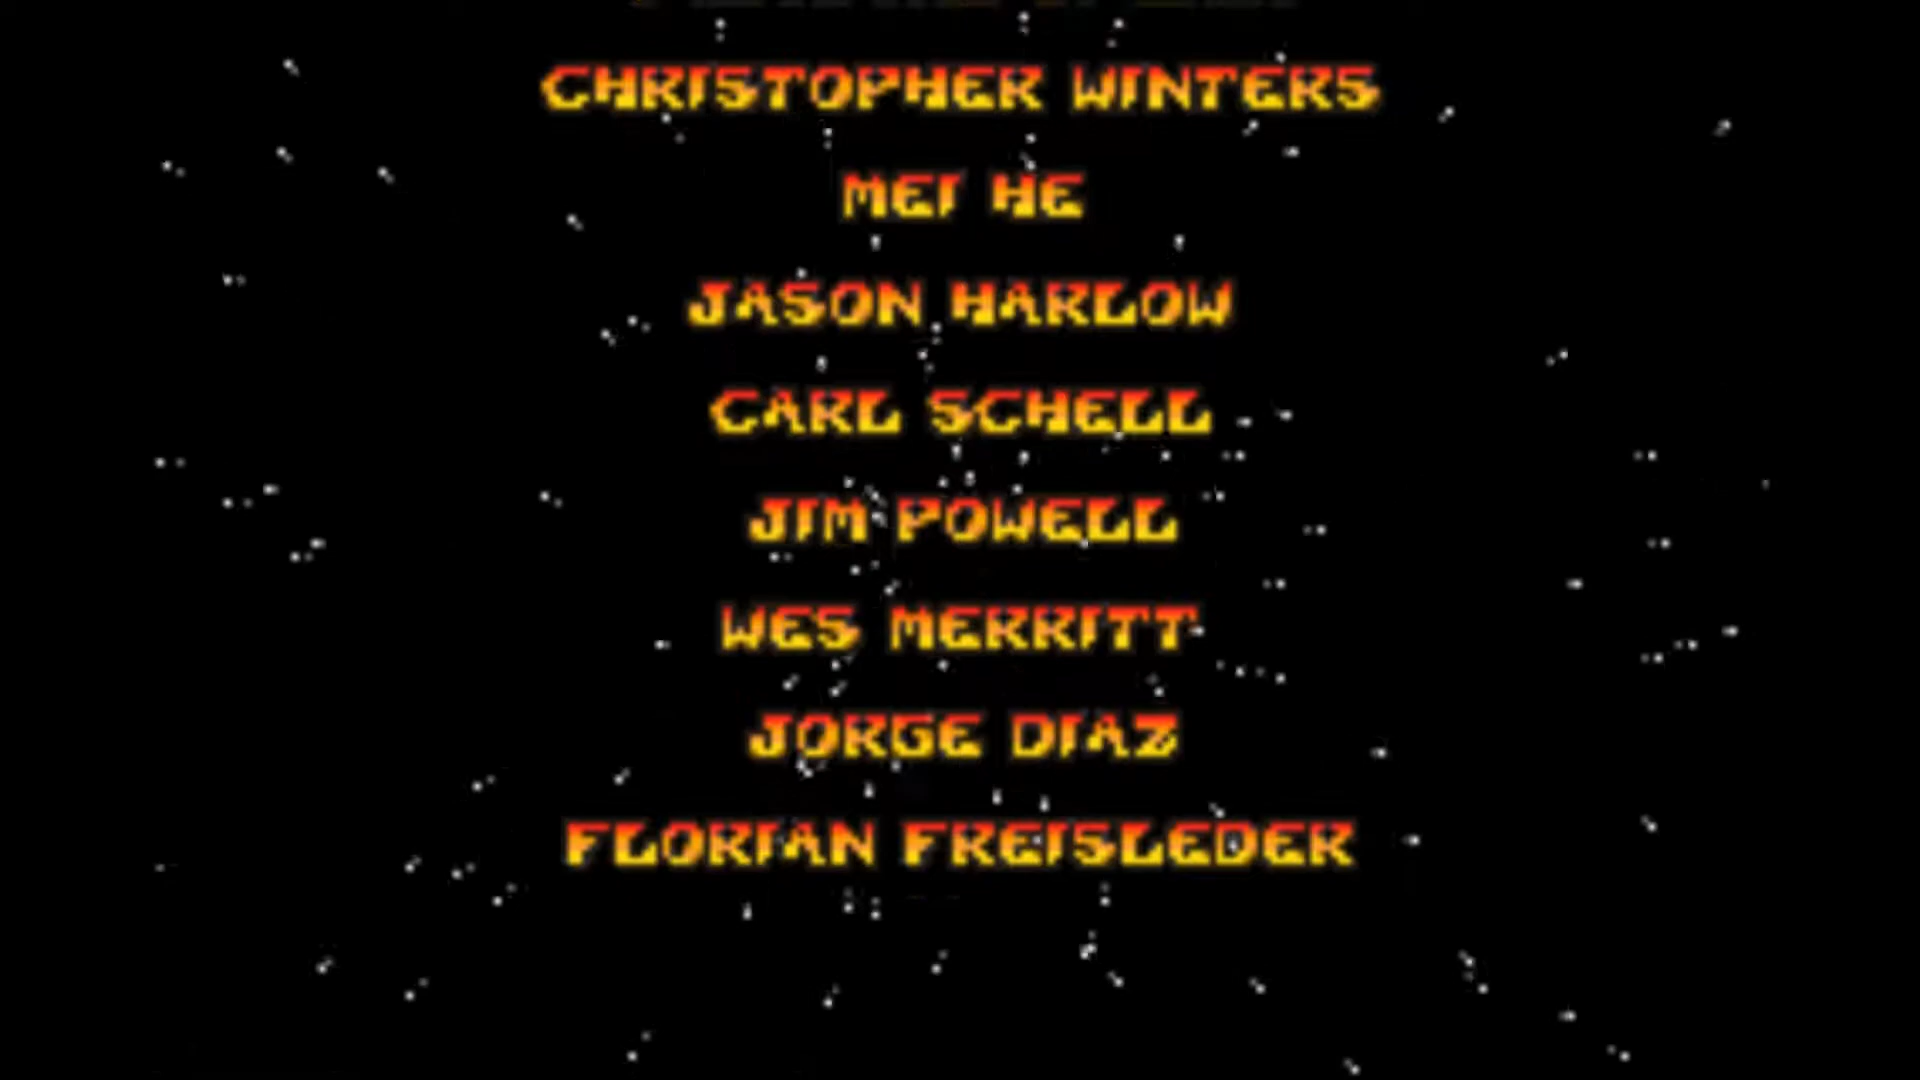 CHRISTOPHER WINTERS
MEI HE
JASON HARLOW
CARL SCHELL
JIM POWELL
WES MERRITT
JORGE DIAZ
FLORIAN FREISLEDER